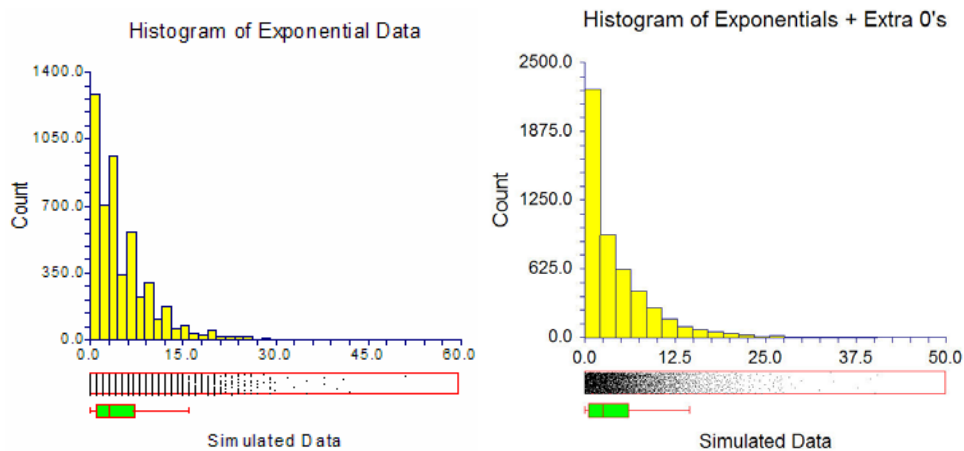 Histogram of Exponential Data
1400.0
1050.0
700.0
350.0
0.0
Count
0.0 15.0 30.0 45.0 60.0
Simulated Data
Histogram of Exponentials + Extra 0's
2500.0
1875.0
1250.0
625.0
0.0
Count
0.0 12.5 25.0 37.5 50.0
Simulated Data